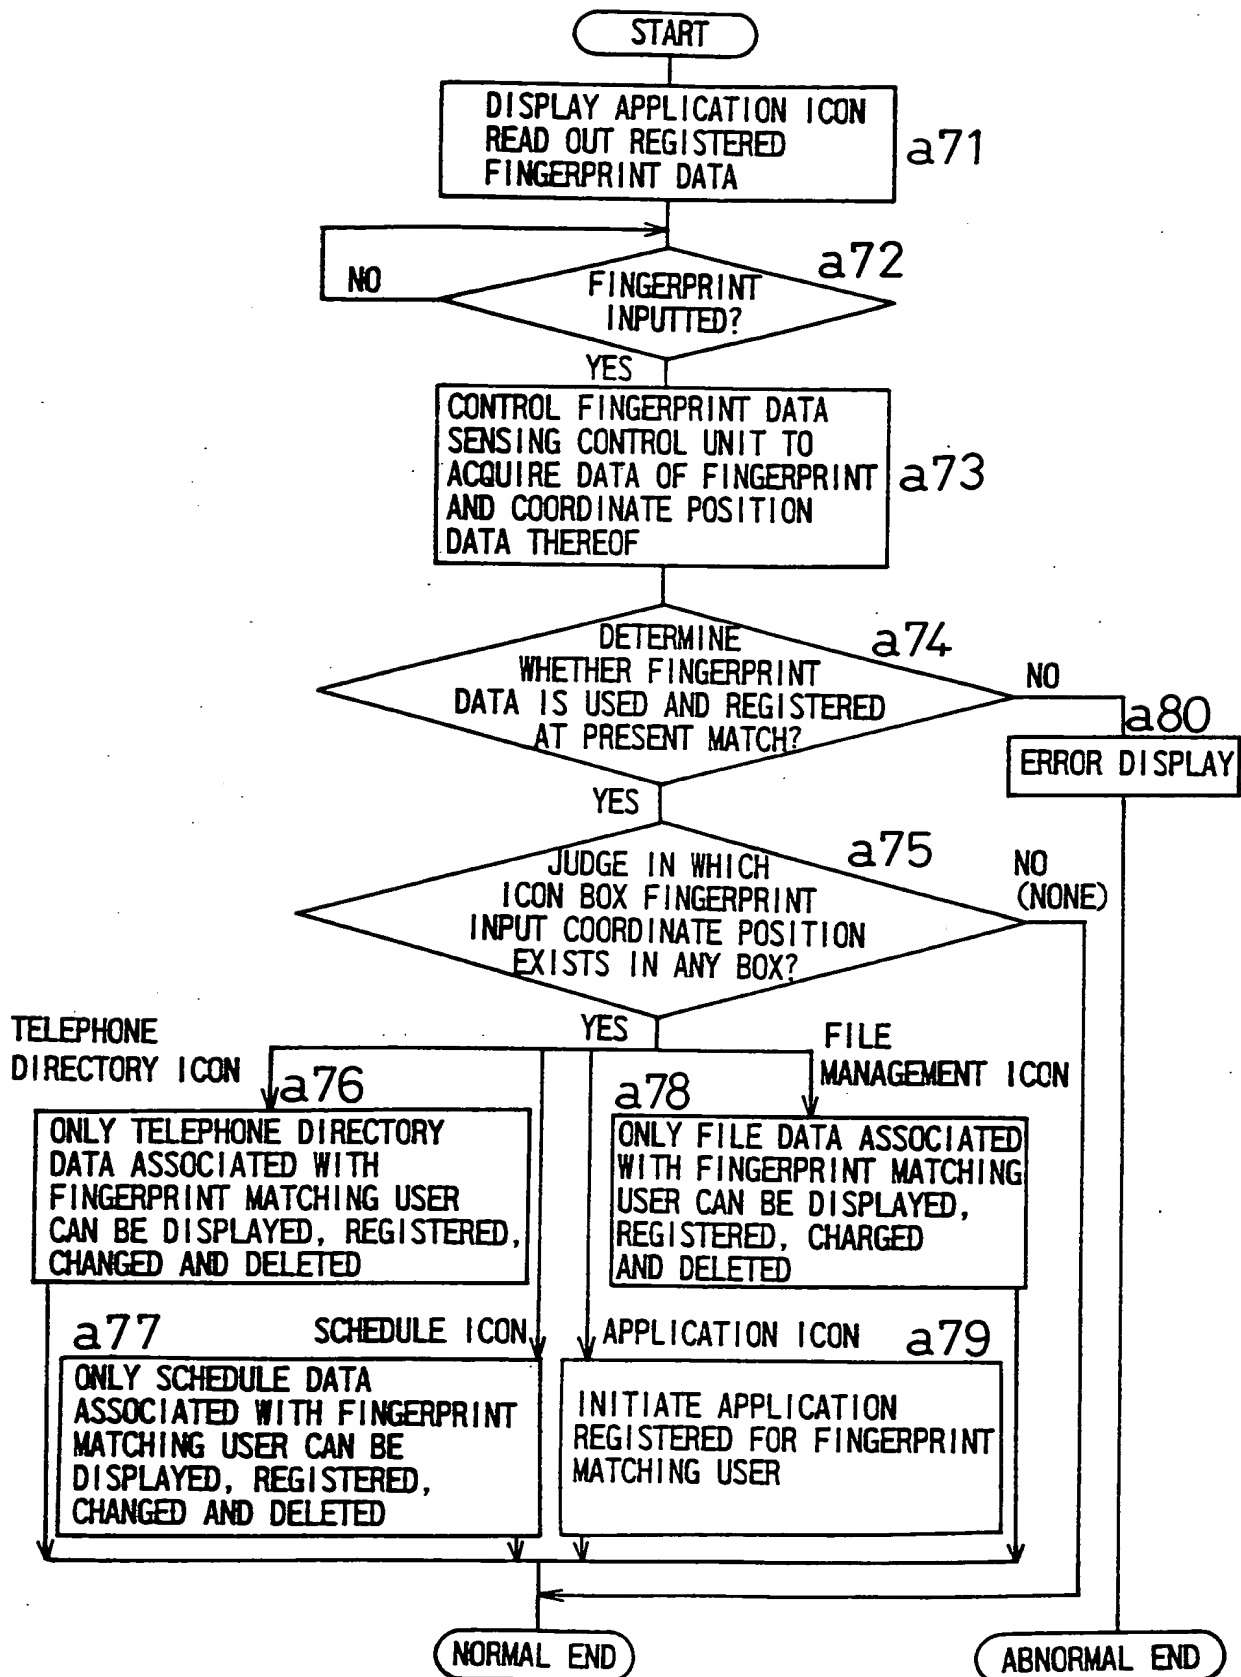 START
DISPLAY APPLICATION ICON
READ OUT REGISTERED
FINGERPRINT DATA
a71
a72
NO
FINGERPRINT
INPUTTED?
YES
CONTROL FINGERPRINT DATA
SENSING CONTROL UNIT TO
ACQUIRE DATA OF FINGERPRINT
AND COORDINATE POSITION
DATA THEREOF
a73
a74
DETERMINE
WHETHER FINGERPRINT
DATA IS USED AND REGISTERED
AT PRESENT MATCH?
NO
a80
ERROR DISPLAY
YES
a75
JUDGE IN WHICH
ICON BOX FINGERPRINT
INPUT COORDINATE POSITION
EXISTS IN ANY BOX?
NO
(NONE)
YES
TELEPHONE
DIRECTORY ICON
a76
ONLY TELEPHONE DIRECTORY
DATA ASSOCIATED WITH
FINGERPRINT MATCHING USER
CAN BE DISPLAYED, REGISTERED,
CHANGED AND DELETED
FILE
MANAGEMENT ICON
a78
ONLY FILE DATA ASSOCIATED
WITH FINGERPRINT MATCHING
USER CAN BE DISPLAYED,
REGISTERED, CHARGED
AND DELETED
a77
SCHEDULE ICON
ONLY SCHEDULE DATA
ASSOCIATED WITH FINGERPRINT
MATCHING USER CAN BE
DISPLAYED, REGISTERED,
CHANGED AND DELETED
APPLICATION ICON
a79
INITIATE APPLICATION
REGISTERED FOR FINGERPRINT
MATCHING USER
NORMAL END
ABNORMAL END